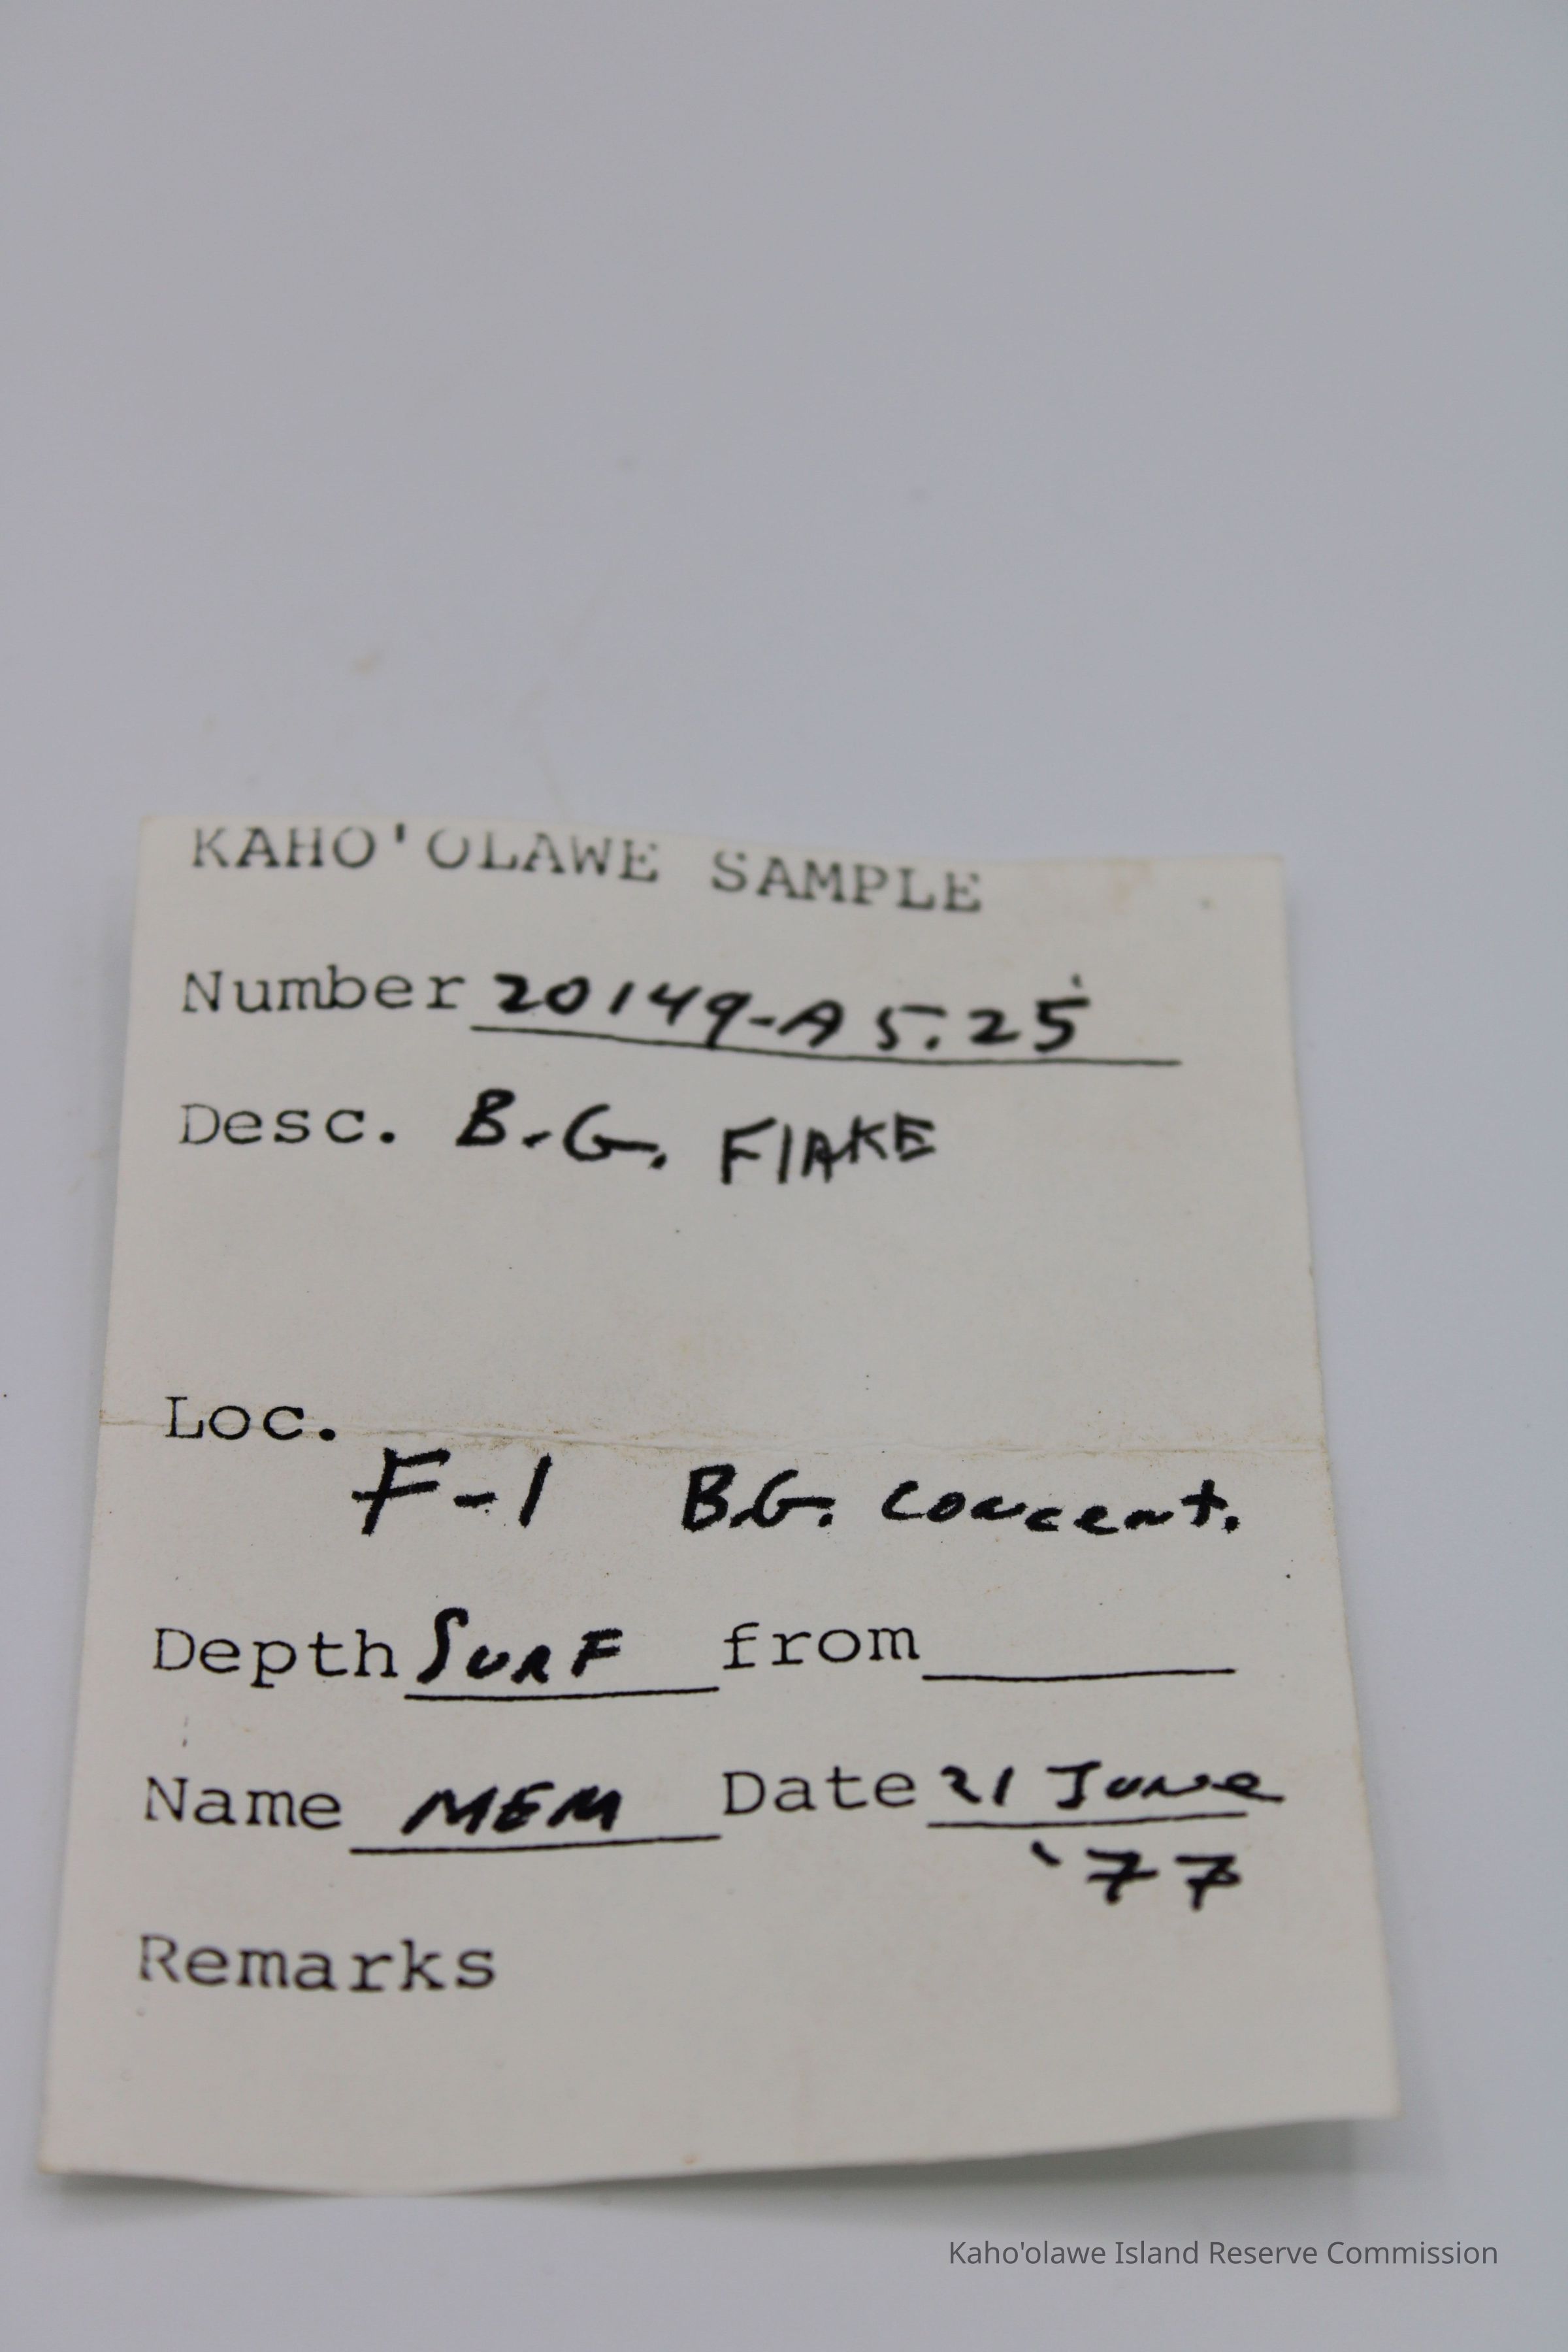 KAHO'OLAWE SAMPLE
Number 20149-A5.25
Desc. B.G. FlAKE
Loc.
F-1 B.G. concent.
Depth SURF from
Name MEM Date 21 June
'77
Remarks
Kaho'olawe Island Reserve Commission